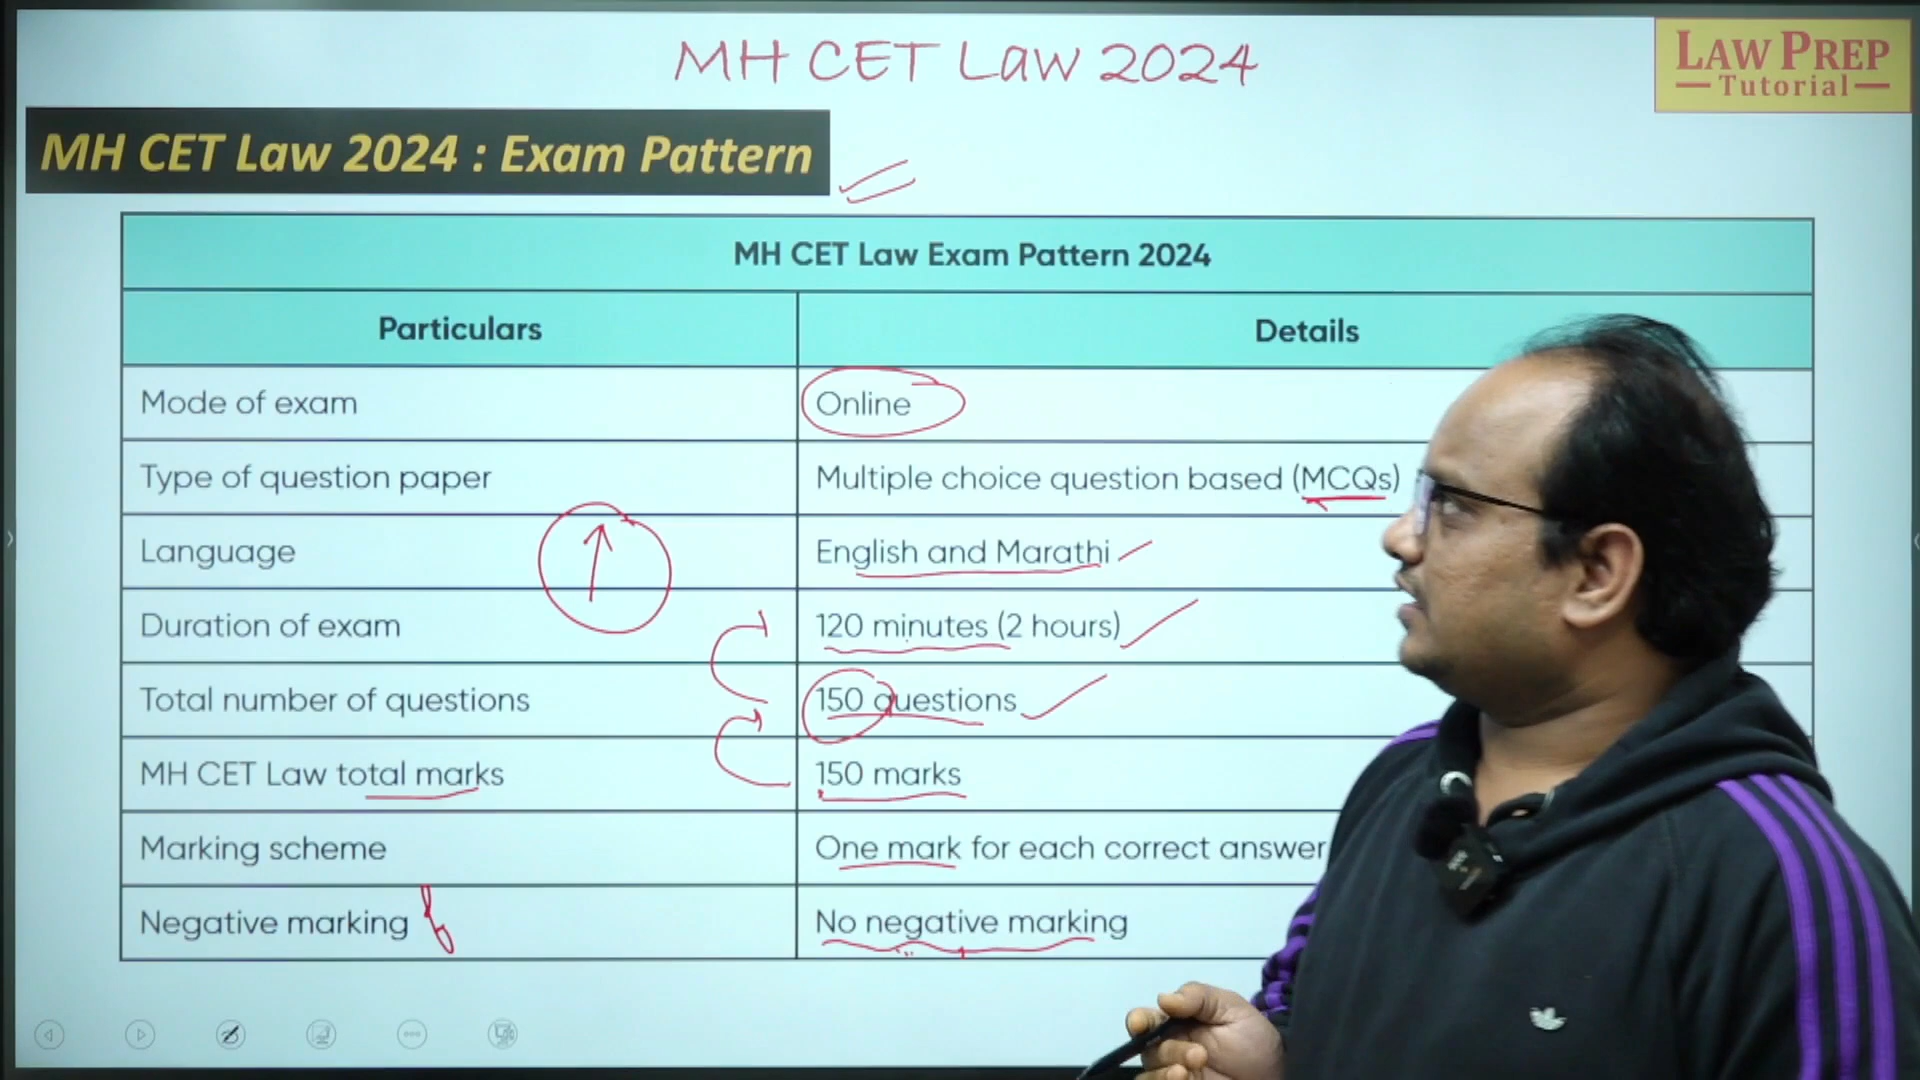 MH CET Law 2024
LAW PREP
Tutorial
MH CET Law 2024 : Exam Pattern
MH CET Law Exam Pattern 2024
Particulars Details
Mode of exam Online
Type of question paper Multiple choice question based (MCQs)
Language English and Marathi
Duration of exam 120 minutes (2 hours)
Total number of questions 150 questions
MH CET Law total marks 150 marks
Marking scheme One mark for each correct answer
Negative marking No negative marking